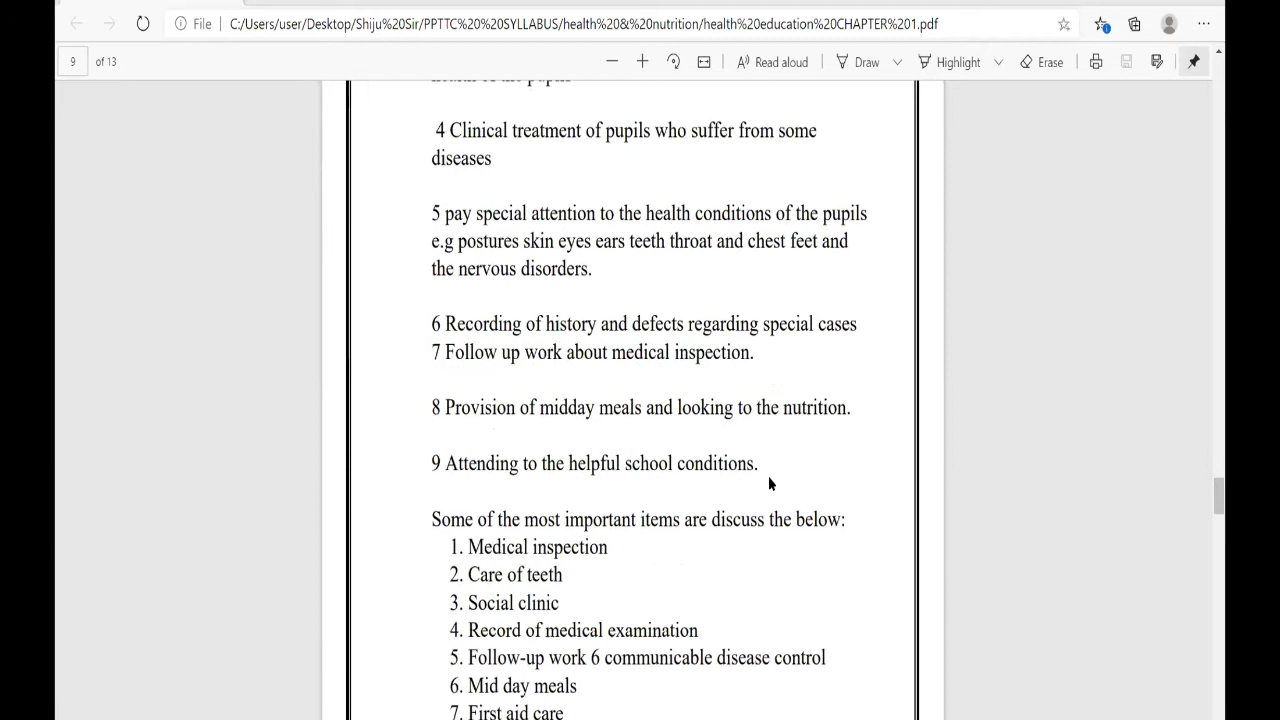 File
C:/Users/user/Desktop/Shiju%20Sir/PPTTC%20%20SYLLABUS/health%20&%20nutrition/health%20education%20CHAPTER%201.pdf
9 of 13
Read aloud
Draw
Highlight
Erase
4 Clinical treatment of pupils who suffer from some
diseases
5 pay special attention to the health conditions of the pupils
e.g postures skin eyes ears teeth throat and chest feet and
the nervous disorders.
6 Recording of history and defects regarding special cases
7 Follow up work about medical inspection.
8 Provision of midday meals and looking to the nutrition.
9 Attending to the helpful school conditions.
Some of the most important items are discuss the below:
1. Medical inspection
2. Care of teeth
3. Social clinic
4. Record of medical examination
5. Follow-up work 6 communicable disease control
6. Mid day meals
7. First aid care